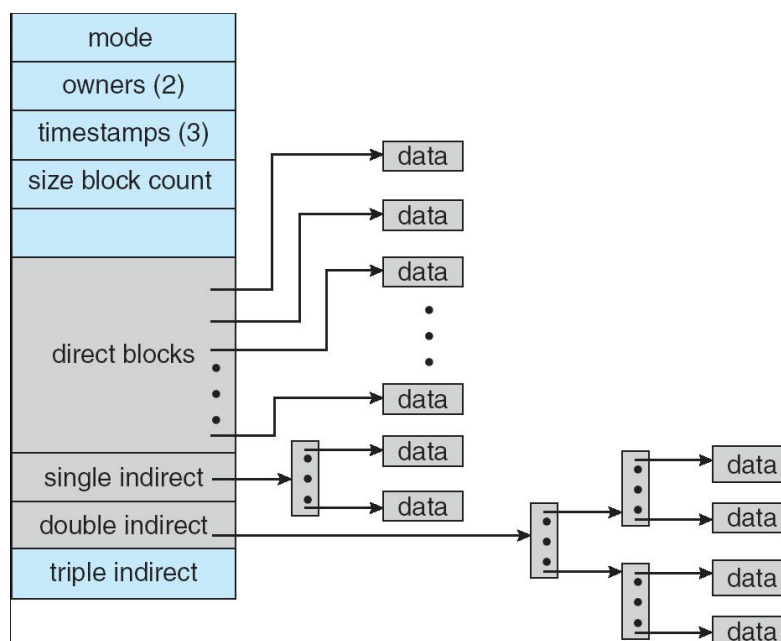 mode
owners (2)
timestamps (3)
size block count
data
data
data
direct blocks
data
single indirect
data
data
double indirect
triple indirect
data
data
data
data